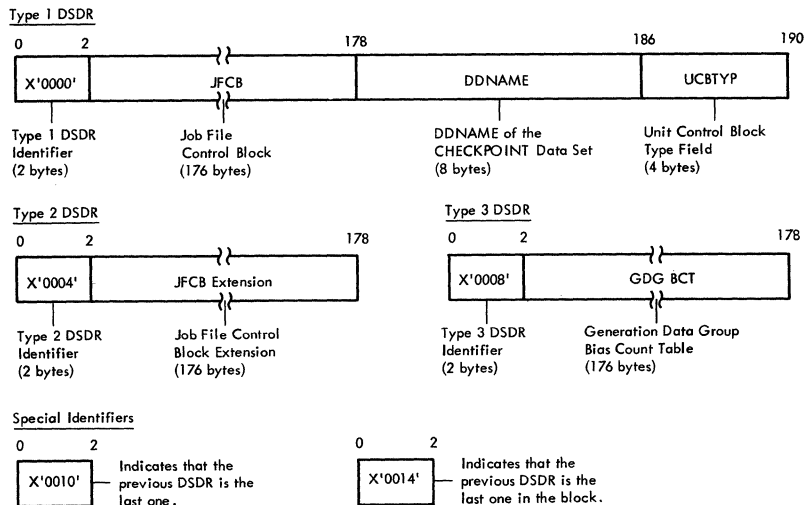 Type 1 DSDR
0 2 178 186 190
X'0000' JFCB DDNAME UCBTYP
Type 1 DSDR
Identifier
(2 bytes)
Job File
Control Block
(176 bytes)
DDNAME of the
CHECKPOINT Data Set
(8 bytes)
Unit Control Block
Type Field
(4 bytes)
Type 2 DSDR
0 2 178
X'0004' JFCB Extension
Type 2 DSDR
Identifier
(2 bytes)
Job File Control
Block Extension
(176 bytes)
Type 3 DSDR
0 2 178
X'0008' GDG BCT
Type 3 DSDR
Identifier
(2 bytes)
Generation Data Group
Bias Count Table
(176 bytes)
Special Identifiers
0 2
X'0010'
Indicates that the
previous DSDR is the
last one.
0 2
X'0014'
Indicates that the
previous DSDR is the
last one in the block.